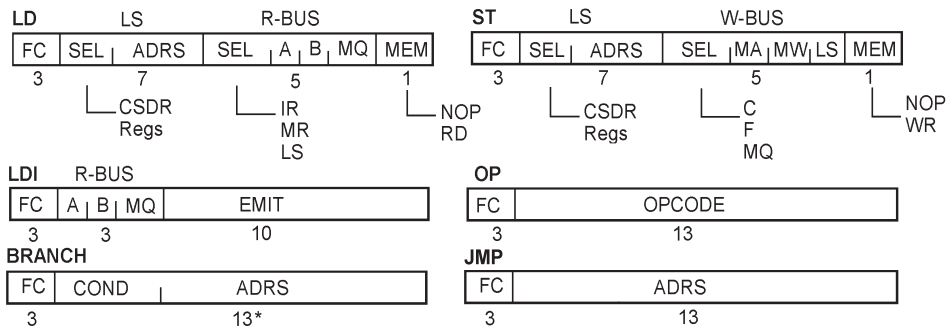 LD LS R-BUS
FC SEL ADRS SEL A B MQ MEM
3 7 5 1
CSDR
Regs
IR
MR
LS
NOP
RD
ST LS W-BUS
FC SEL ADRS SEL MA MW LS MEM
3 7 5 1
CSDR
Regs
C
F
MQ
NOP
WR
LDI R-BUS
FC A B MQ EMIT
3 3 10
OP
FC OPCODE
3 13
BRANCH
FC COND ADRS
3 13*
JMP
FC ADRS
3 13